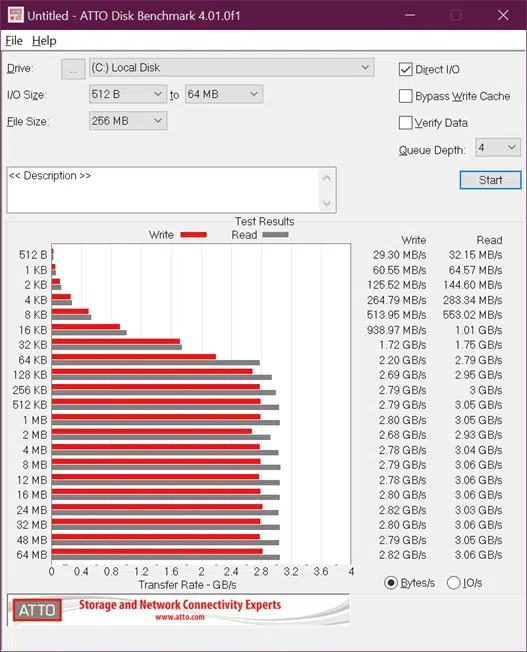 Untitled - ATTO Disk Benchmark 4.01.0f1
File Help
Drive: ... (C:) Local Disk
Direct I/O
I/O Size: 512 B to 64 MB
Bypass Write Cache
File Size: 256 MB
Verify Data
Queue Depth: 4
<< Description >>
Start
Test Results
Write Read Write Read
512 B 29.30 MB/s 32.15 MB/s
1 KB 60.55 MB/s 64.57 MB/s
2 KB 125.52 MB/s 144.60 MB/s
4 KB 264.79 MB/s 283.34 MB/s
8 KB 513.95 MB/s 553.02 MB/s
16 KB 938.97 MB/s 1.01 GB/s
32 KB 1.72 GB/s 1.75 GB/s
64 KB 2.20 GB/s 2.79 GB/s
128 KB 2.69 GB/s 2.95 GB/s
256 KB 2.79 GB/s 3 GB/s
512 KB 2.79 GB/s 3.05 GB/s
1 MB 2.80 GB/s 3.05 GB/s
2 MB 2.68 GB/s 2.93 GB/s
4 MB 2.78 GB/s 3.04 GB/s
8 MB 2.79 GB/s 3.06 GB/s
12 MB 2.78 GB/s 3.06 GB/s
16 MB 2.80 GB/s 3.06 GB/s
24 MB 2.82 GB/s 3.03 GB/s
32 MB 2.80 GB/s 3.06 GB/s
48 MB 2.79 GB/s 3.05 GB/s
64 MB 2.82 GB/s 3.06 GB/s
0 0.4 0.8 1.2 1.6 2 2.4 2.8 3.2 3.6 4
Transfer Rate - GB/s
Bytes/s IO/s
ATTO Storage and Network Connectivity Experts
www.atto.com